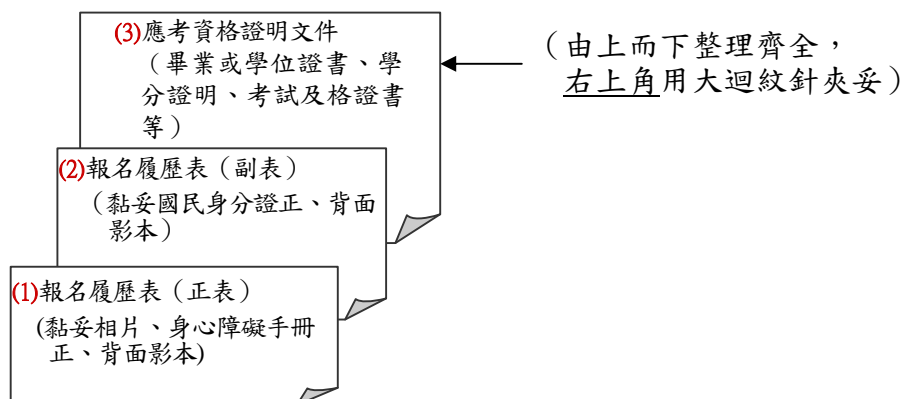 (3)應考資格證明文件
（畢業或學位證書、學
分證明、考試及格證書
等）
（由上而下整理齊全，
右上角用大迴紋針夾妥）
(2)報名履歷表（副表）
（黏妥國民身分證正、背面
影本）
(1)報名履歷表（正表）
(黏妥相片、身心障礙手冊
正、背面影本)